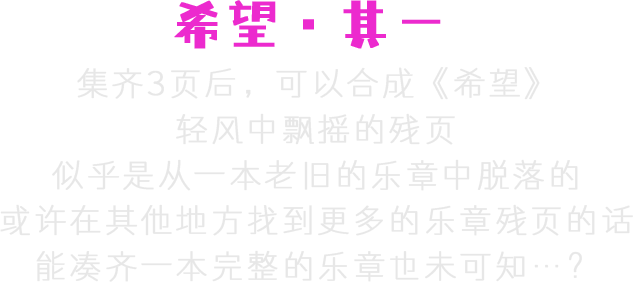 希望·其一
集齐3页后，可以合成《希望》
轻风中飘摇的残页
似乎是从一本老旧的乐章中脱落的
或许在其他地方找到更多的乐章残页的话
能凑齐一本完整的乐章也未可知…？